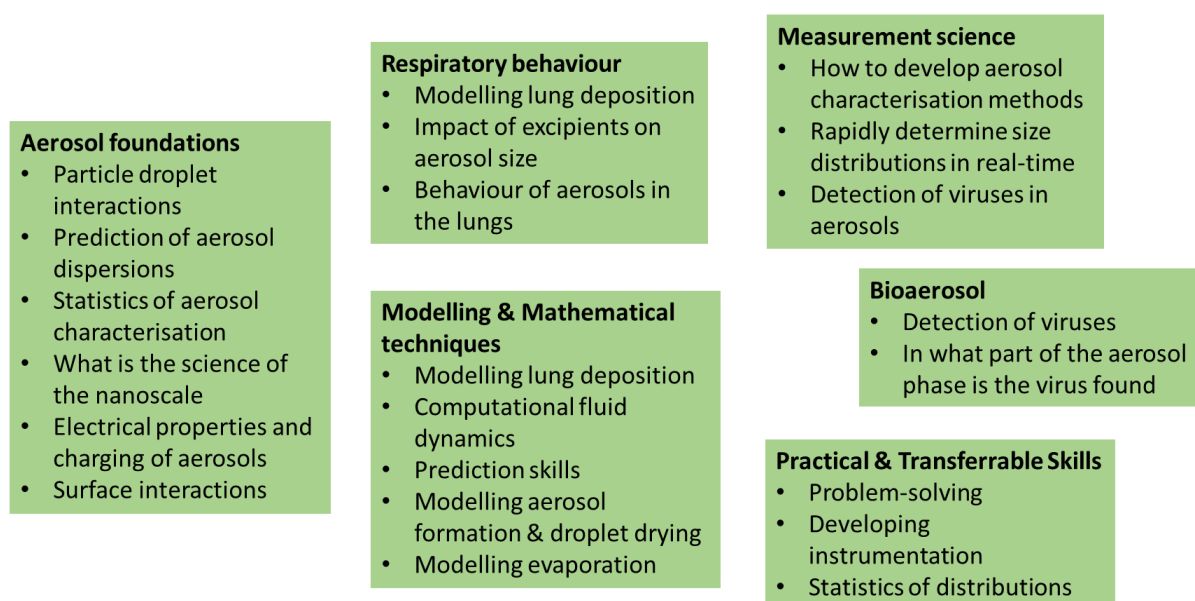 Aerosol foundations
• Particle droplet
interactions
• Prediction of aerosol
dispersions
• Statistics of aerosol
characterisation
• What is the science of
the nanoscale
• Electrical properties and
charging of aerosols
• Surface interactions
Respiratory behaviour
• Modelling lung deposition
• Impact of excipients on
aerosol size
• Behaviour of aerosols in
the lungs
Modelling & Mathematical
techniques
• Modelling lung deposition
• Computational fluid
dynamics
• Prediction skills
• Modelling aerosol
formation & droplet drying
• Modelling evaporation
Measurement science
• How to develop aerosol
characterisation methods
• Rapidly determine size
distributions in real-time
• Detection of viruses in
aerosols
Bioaerosol
• Detection of viruses
• In what part of the aerosol
phase is the virus found
Practical & Transferrable Skills
• Problem-solving
• Developing
instrumentation
• Statistics of distributions